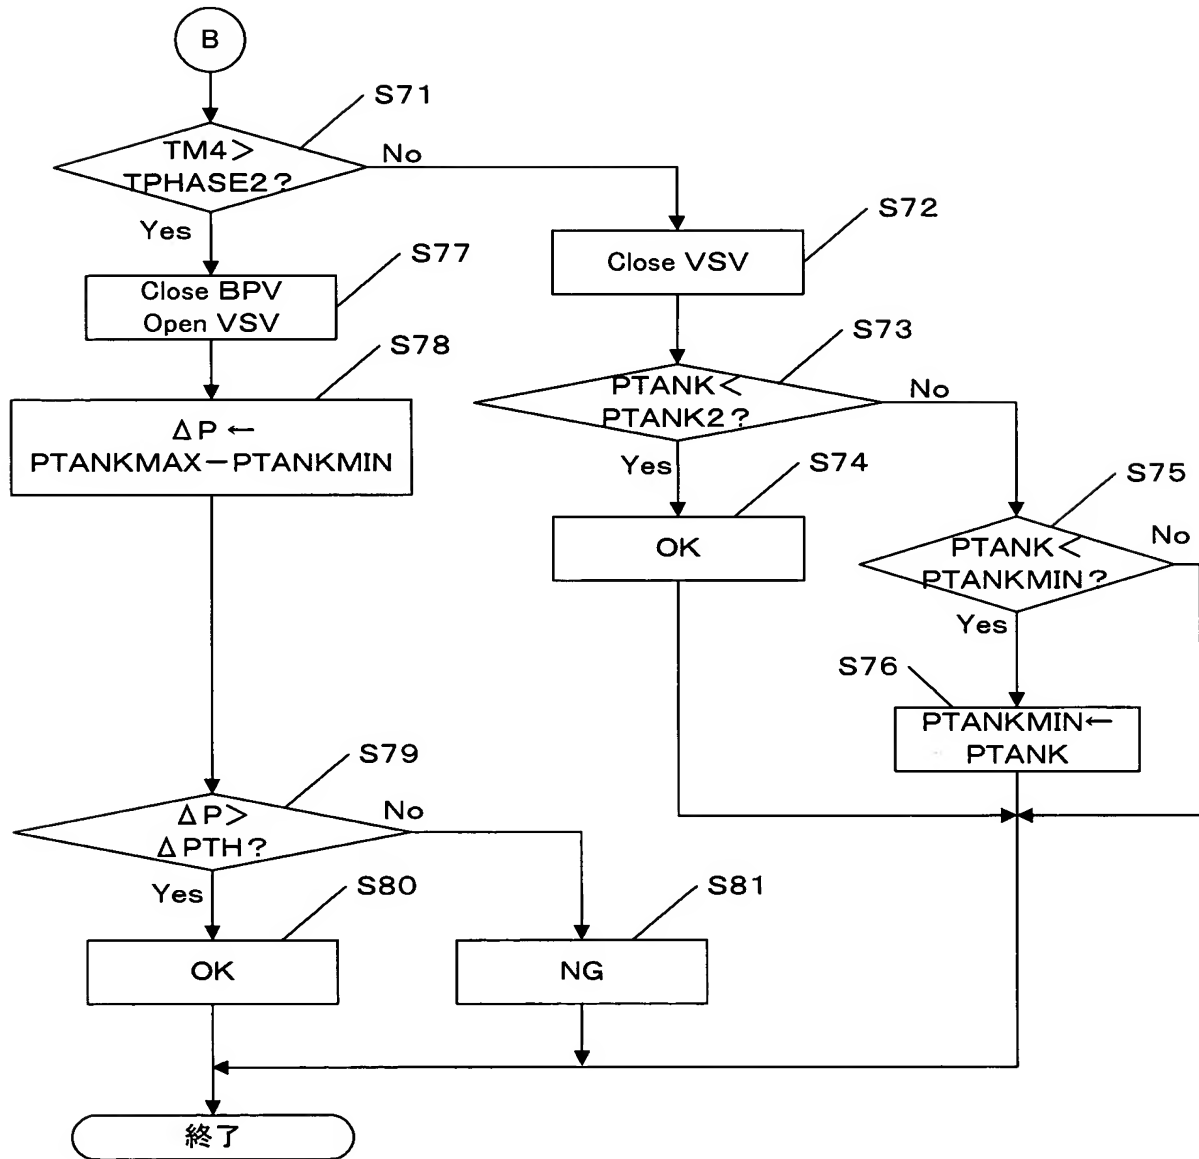 B
S71
TM4>
TPHASE2?
No
Yes
S72
Close VSV
S77
Close BPV
Open VSV
S73
PTANK<
PTANK2?
No
Yes
S78
ΔP←
PTANKMAX−PTANKMIN
S74
OK
S75
PTANK<
PTANKMIN?
No
Yes
S76
PTANKMIN←
PTANK
S79
ΔP>
ΔPTH?
No
Yes
S80
OK
S81
NG
終了